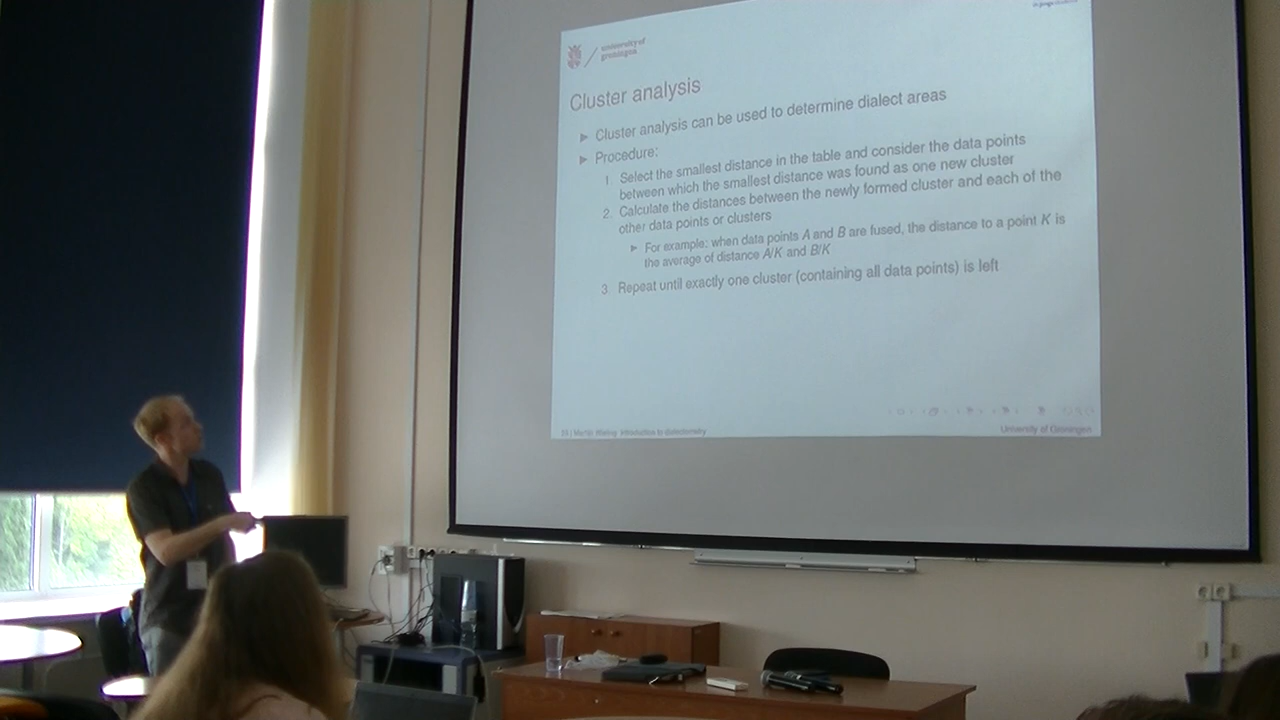 university of
groningen
Cluster analysis
Cluster analysis can be used to determine dialect areas
Procedure:
1. Select the smallest distance in the table and consider the data points
between which the smallest distance was found as one new cluster
2. Calculate the distances between the newly formed cluster and each of the
other data points or clusters
For example: when data points A and B are fused, the distance to a point K is
the average of distance A/K and B/K
3. Repeat until exactly one cluster (containing all data points) is left
| Martijn Wieling Introduction to dialectometry
University of Groningen